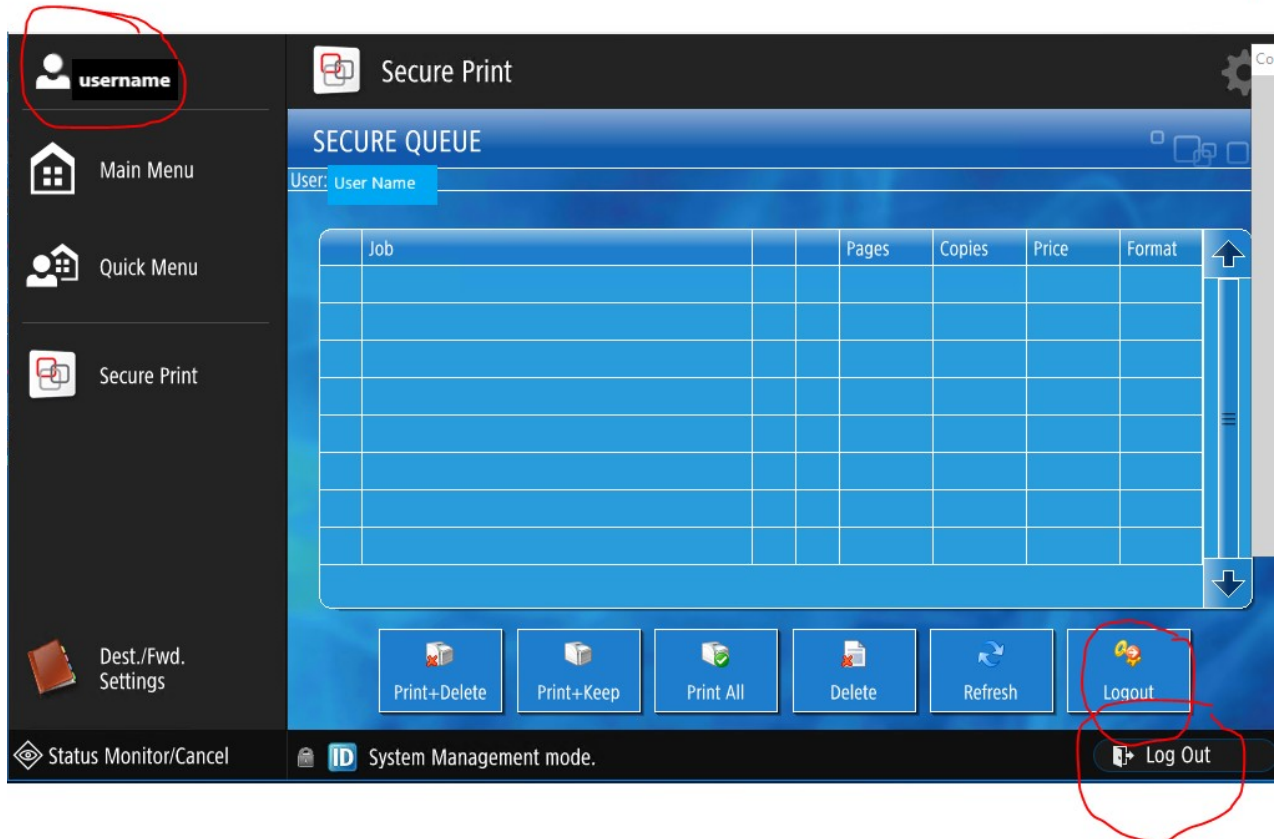 username
Secure Print
Co
Main Menu
Quick Menu
Secure Print
Dest./Fwd.
Settings
SECURE QUEUE
User: User Name
Job Pages Copies Price Format
Print+Delete Print+Keep Print All Delete Refresh Logout
Status Monitor/Cancel
ID System Management mode.
Log Out